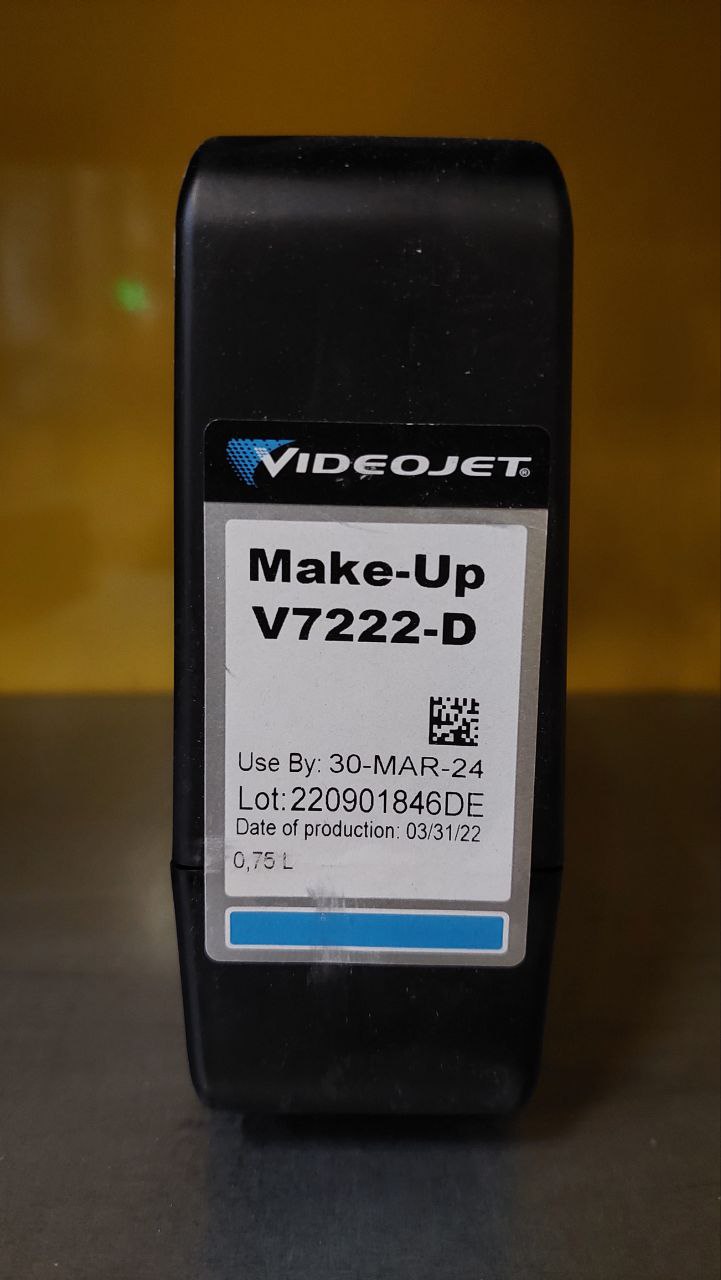 VIDEOJET®
Make-Up
V7222-D
Use By: 30-MAR-24
Lot: 220901846DE
Date of production: 03/31/22
0,75 L